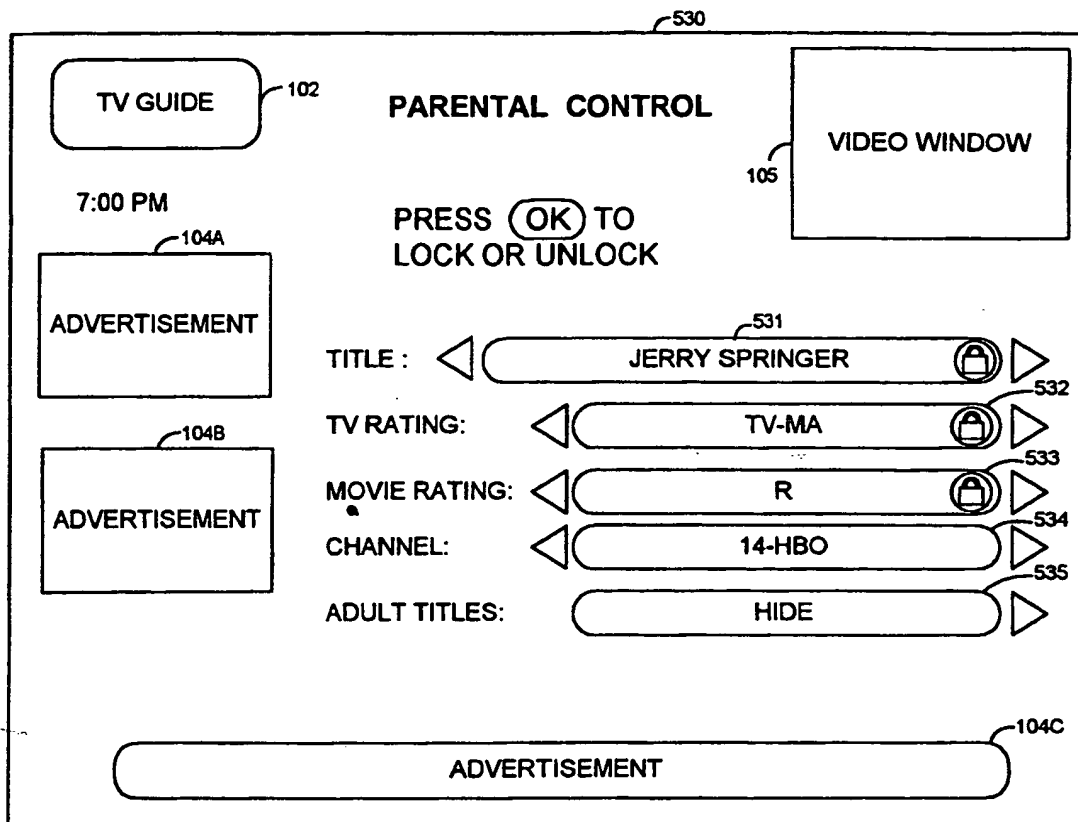 530
TV GUIDE
102
PARENTAL CONTROL
VIDEO WINDOW
105
7:00 PM
PRESS OK TO
LOCK OR UNLOCK
104A
ADVERTISEMENT
531
TITLE : JERRY SPRINGER
532
TV RATING: TV-MA
104B
ADVERTISEMENT
533
MOVIE RATING: R
534
CHANNEL: 14-HBO
535
ADULT TITLES: HIDE
104C
ADVERTISEMENT